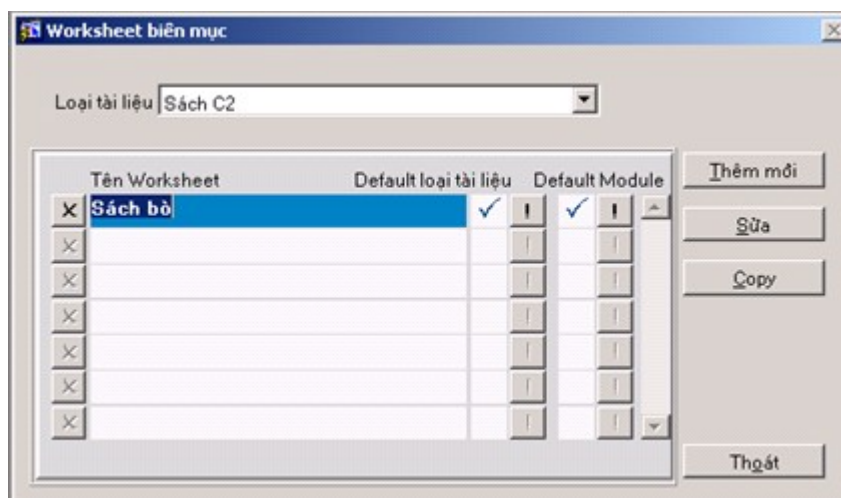 Worksheet biên mục
Loại tài liệu Sách C2
Tên Worksheet Default loại tài liệu Default Module
Sách bò
Thêm mới
Sửa
Copy
Thoát